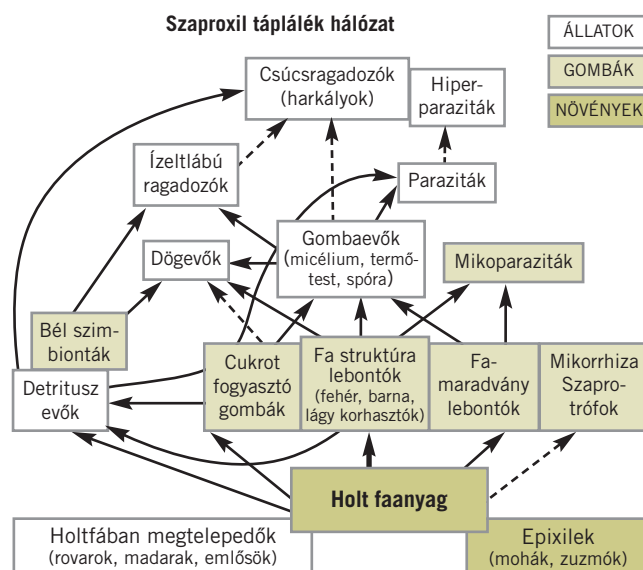 Szaproxil táplálék hálózat
ÁLLATOK
GOMBÁK
NÖVÉNYEK
Csúcsragadozók
(harkályok)
Hiper-
paraziták
Ízeltlábú
ragadozók
Paraziták
Gombaevők
(micélium, termő-
test, spóra)
Dögevők
Mikoparaziták
Bél szim-
bionták
Detritusz
evők
Cukrot
fogyasztó
gombák
Fa struktúra
lebontók
(fehér, barna,
lágy korhasztók)
Fa-
maradvány
lebontók
Mikorrhiza
Szapro-
trófok
Holt faanyag
Holtfában megtelepedők
(rovarok, madarak, emlősök)
Epixilek
(mohák, zuzmók)